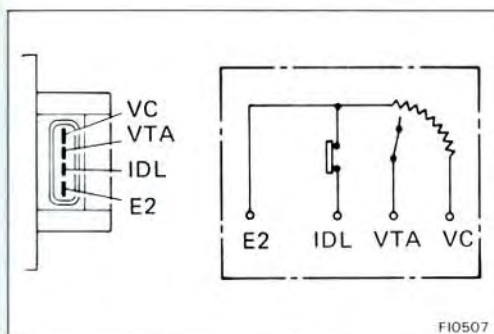 VC
VTA
IDL
E2
E2 IDL VTA VC
FI0507